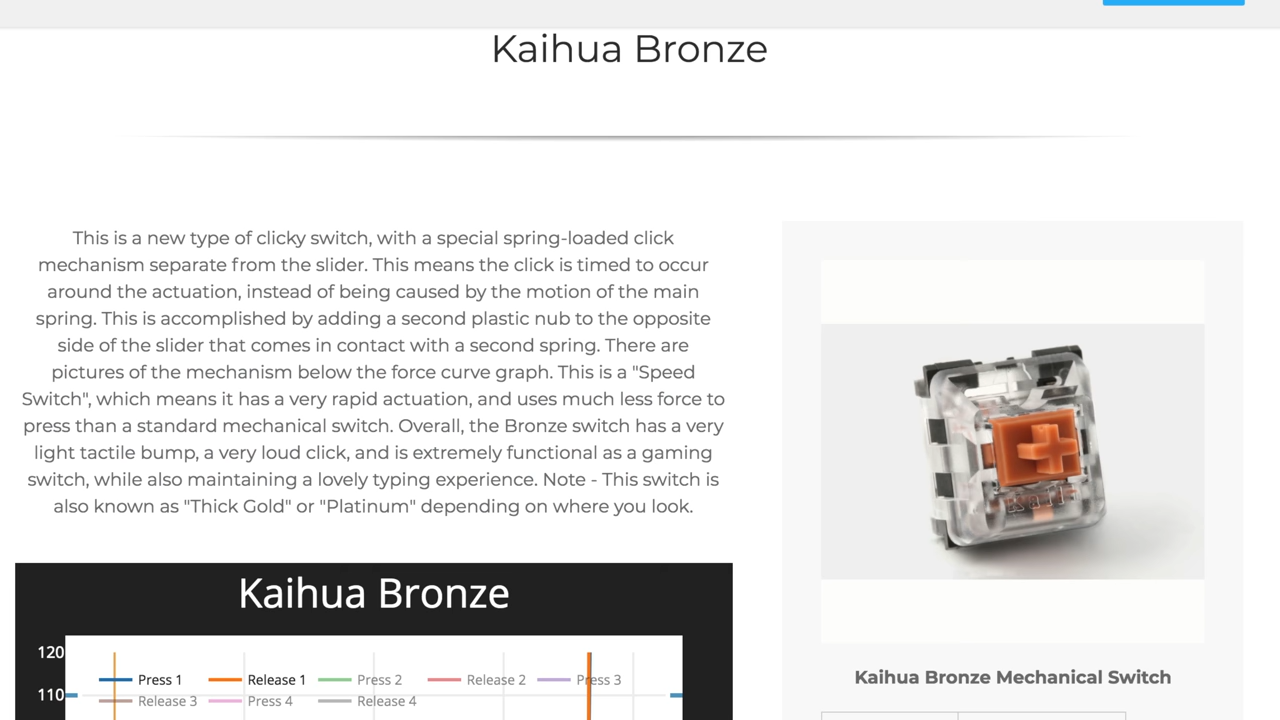 Kaihua Bronze
This is a new type of clicky switch, with a special spring-loaded click
mechanism separate from the slider. This means the click is timed to occur
around the actuation, instead of being caused by the motion of the main
spring. This is accomplished by adding a second plastic nub to the opposite
side of the slider that comes in contact with a second spring. There are
pictures of the mechanism below the force curve graph. This is a "Speed
Switch", which means it has a very rapid actuation, and uses much less force to
press than a standard mechanical switch. Overall, the Bronze switch has a very
light tactile bump, a very loud click, and is extremely functional as a gaming
switch, while also maintaining a lovely typing experience. Note - This switch is
also known as "Thick Gold" or "Platinum" depending on where you look.
Kaihua Bronze
120
Press 1 Release 1 Press 2 Release 2 Press 3
110
Release 3 Press 4 Release 4
Kaihua Bronze Mechanical Switch